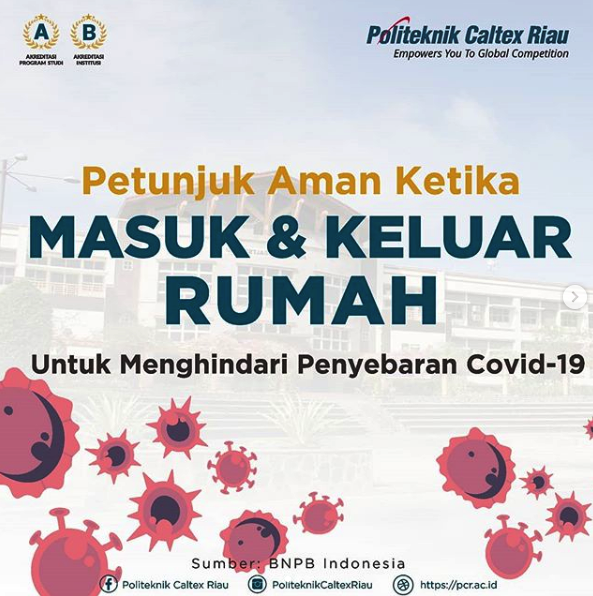 A
B
AKREDITASI
PROGRAM STUDI
AKREDITASI
INSTITUSI
Politeknik Caltex Riau
Empowers You To Global Competition
Petunjuk Aman Ketika
MASUK & KELUAR
RUMAH
Untuk Menghindari Penyebaran Covid-19
Sumber: BNPB Indonesia
Politeknik Caltex Riau PoliteknikCaltexRiau https://pcr.ac.id